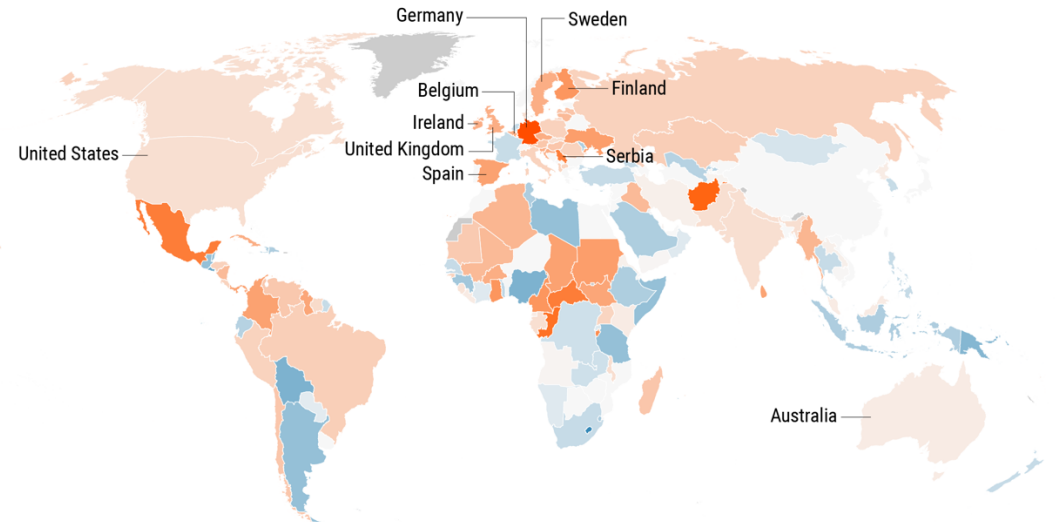 Germany
Sweden
Belgium
Finland
Ireland
United Kingdom
United States
Serbia
Spain
Australia